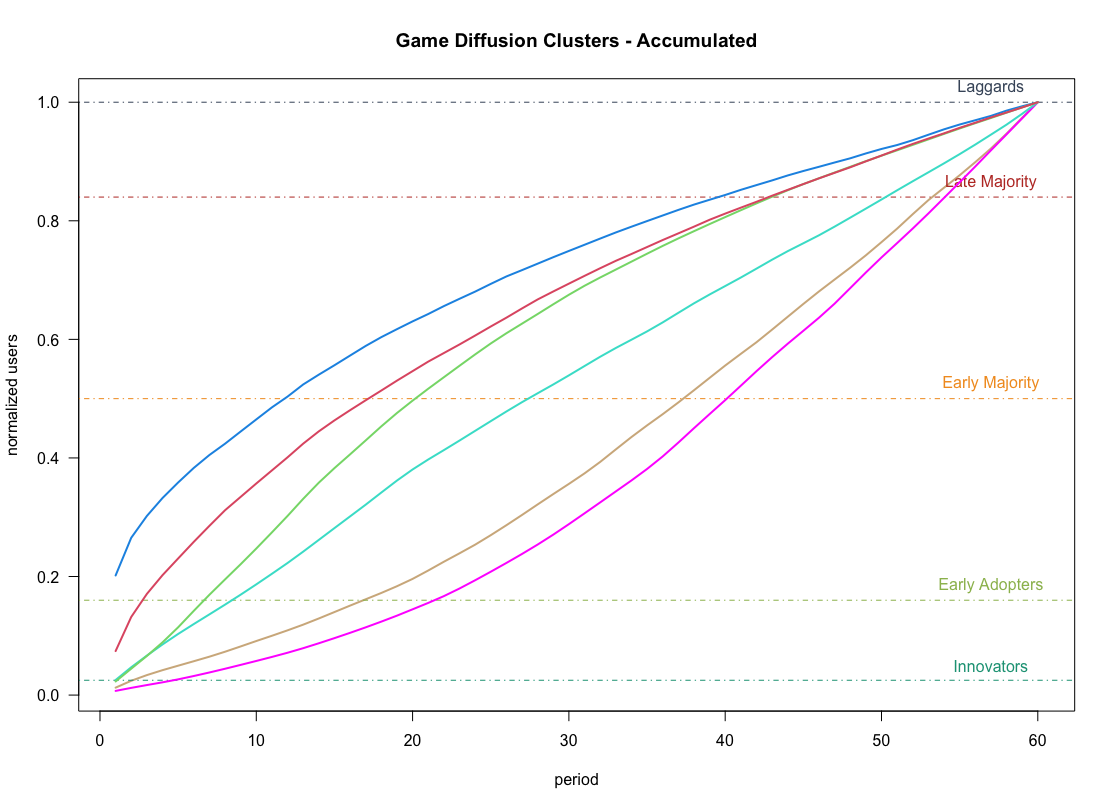 Game Diffusion Clusters - Accumulated
Laggards
1.0
Late Majority
0.8
0.6
normalized users
Early Majority
0.4
0.2
Early Adopters
Innovators
0.0
0 10 20 30 40 50 60
period